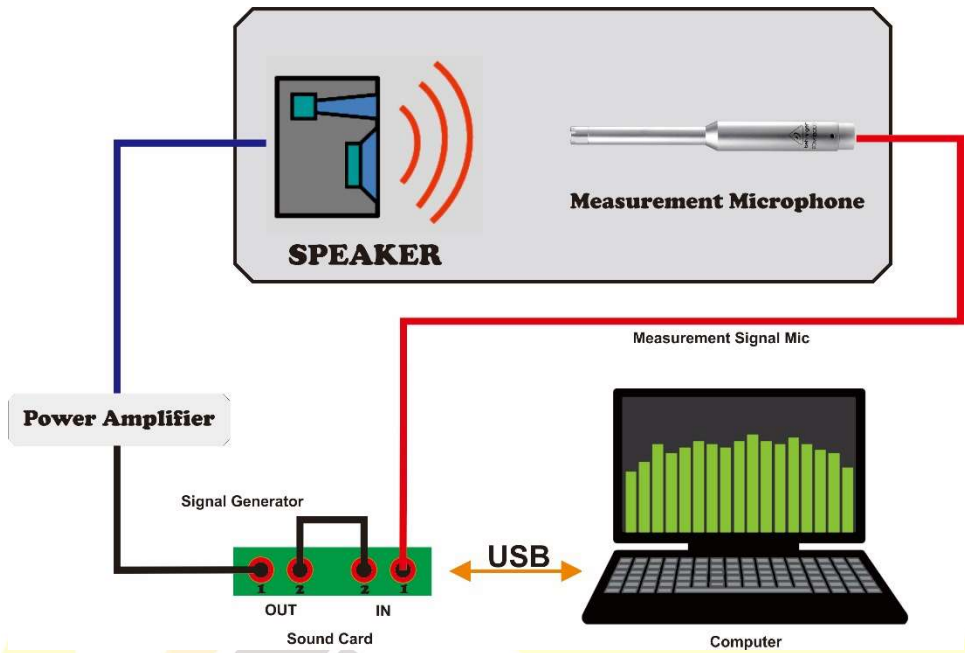 SPEAKER
Measurement Microphone
behringer
Measurement Signal Mic
Power Amplifier
Signal Generator
1 2 2 1
OUT IN
USB
Sound Card
Computer